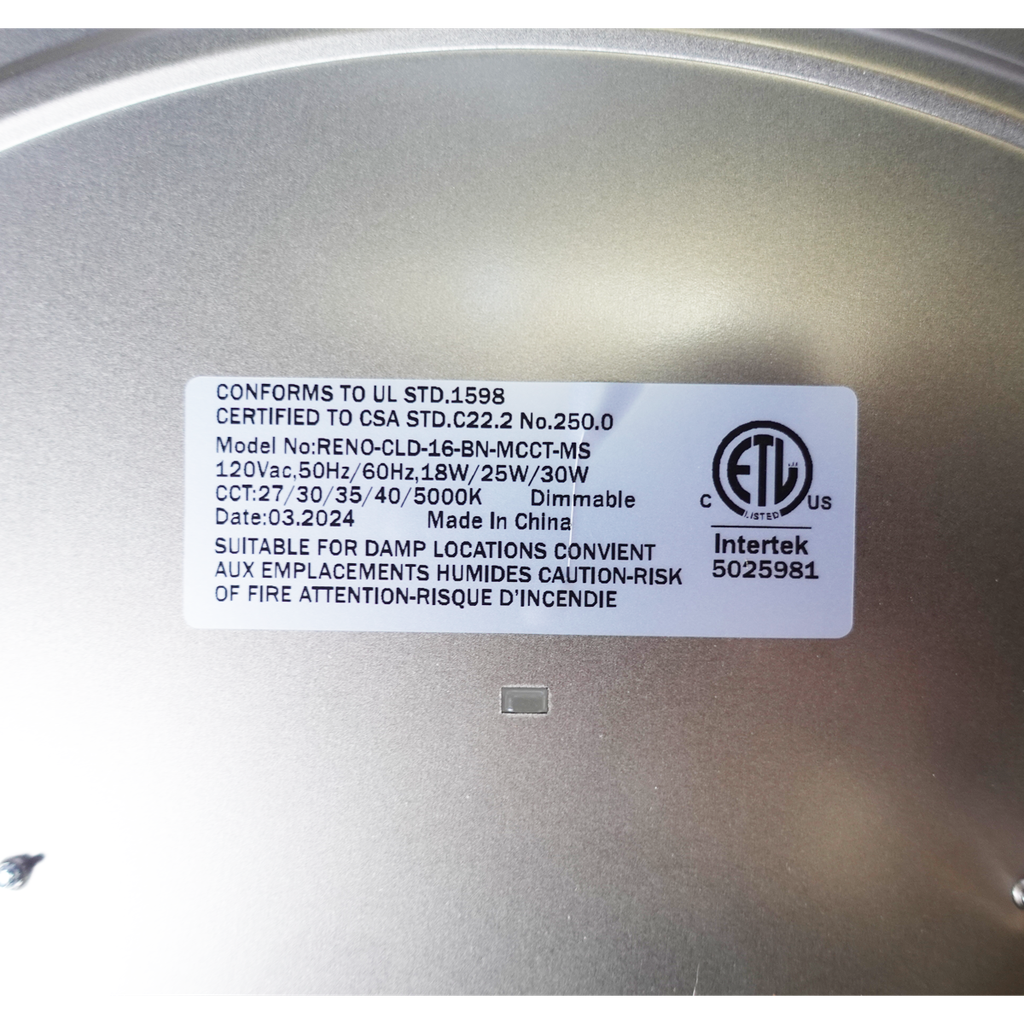 CONFORMS TO UL STD.1598
CERTIFIED TO CSA STD.C22.2 No.250.0
Model No:RENO-CLD-16-BN-MCCT-MS
120Vac,50Hz/60Hz,18W/25W/30W
CCT:27/30/35/40/5000K Dimmable
Date:03.2024 Made In China
SUITABLE FOR DAMP LOCATIONS CONVIENT
AUX EMPLACEMENTS HUMIDES CAUTION-RISK
OF FIRE ATTENTION-RISQUE D'INCENDIE
ETL
C LISTED US
Intertek
5025981